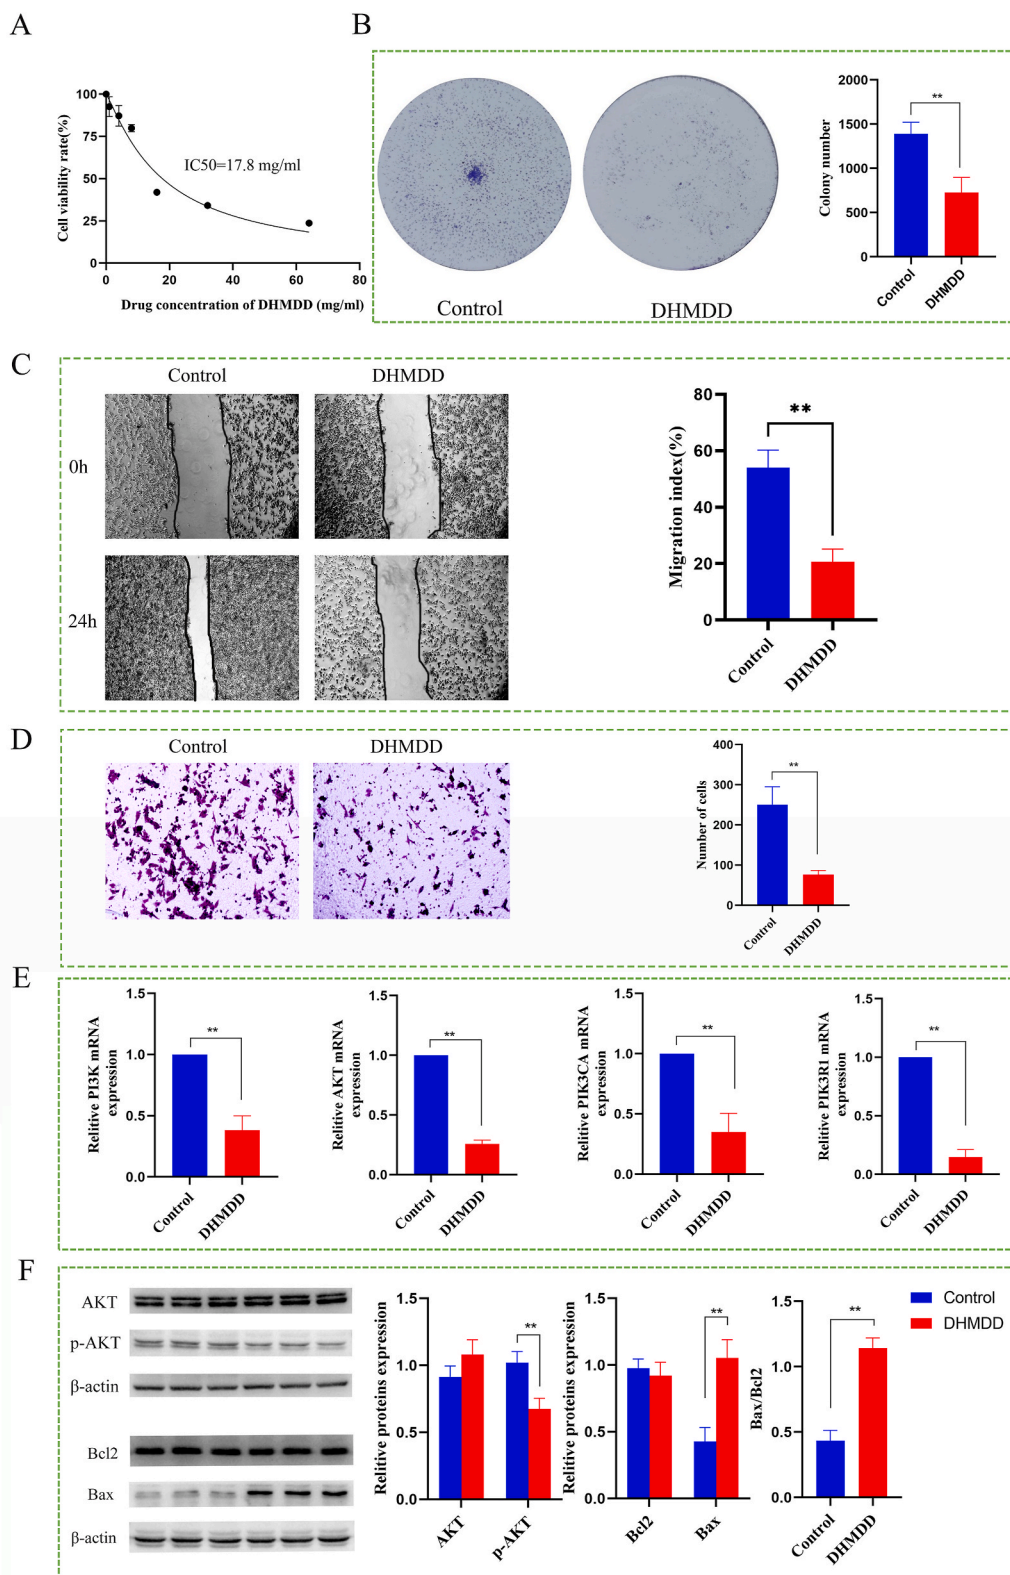 A
B
100
75
50
25
0
Cell viability rate(%)
IC50=17.8 mg/ml
0
20
40
60
80
Drug concentration of DHMDD (mg/ml)
Control
DHMDD
2000
1500
1000
500
0
Colony number
**
Control
DHMDD
C
Control
DHMDD
0h
24h
80
60
40
20
0
Migration index(%)
**
Control
DHMDD
D
Control
DHMDD
400
300
200
100
0
Number of cells
**
Control
DHMDD
E
1.5
1.0
0.5
0.0
Relitive PI3K mRNA
expression
**
Control
DHMDD
1.5
1.0
0.5
0.0
Relitive AKT mRNA
expression
**
Control
DHMDD
1.5
1.0
0.5
0.0
Relitive PIK3CA mRNA
expression
**
Control
DHMDD
1.5
1.0
0.5
0.0
Relitive PIK3R1 mRNA
expression
**
Control
DHMDD
F
AKT
p-AKT
β-actin
Bcl2
Bax
β-actin
1.5
1.0
0.5
0.0
Relitive proteins expression
**
AKT
p-AKT
1.5
1.0
0.5
0.0
Relitive proteins expression
**
Bcl2
Bax
1.5
1.0
0.5
0.0
Bax/Bcl2
**
Control
DHMDD
Control
DHMDD